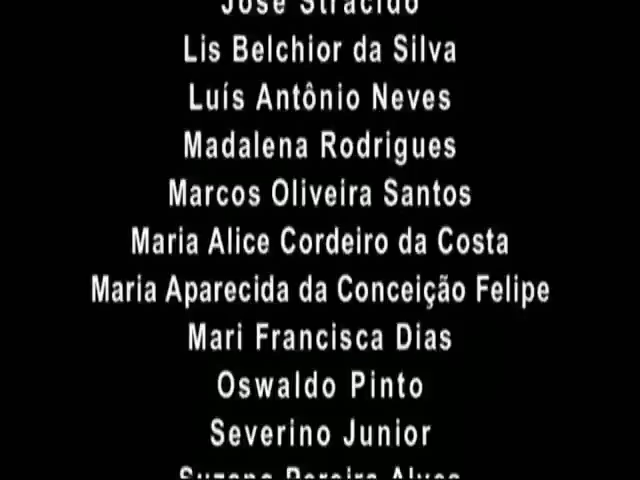 José Stracido
Lis Belchior da Silva
Luís Antônio Neves
Madalena Rodrigues
Marcos Oliveira Santos
Maria Alice Cordeiro da Costa
Maria Aparecida da Conceição Felipe
Mari Francisca Dias
Oswaldo Pinto
Severino Junior
Suzana Pereira Alves